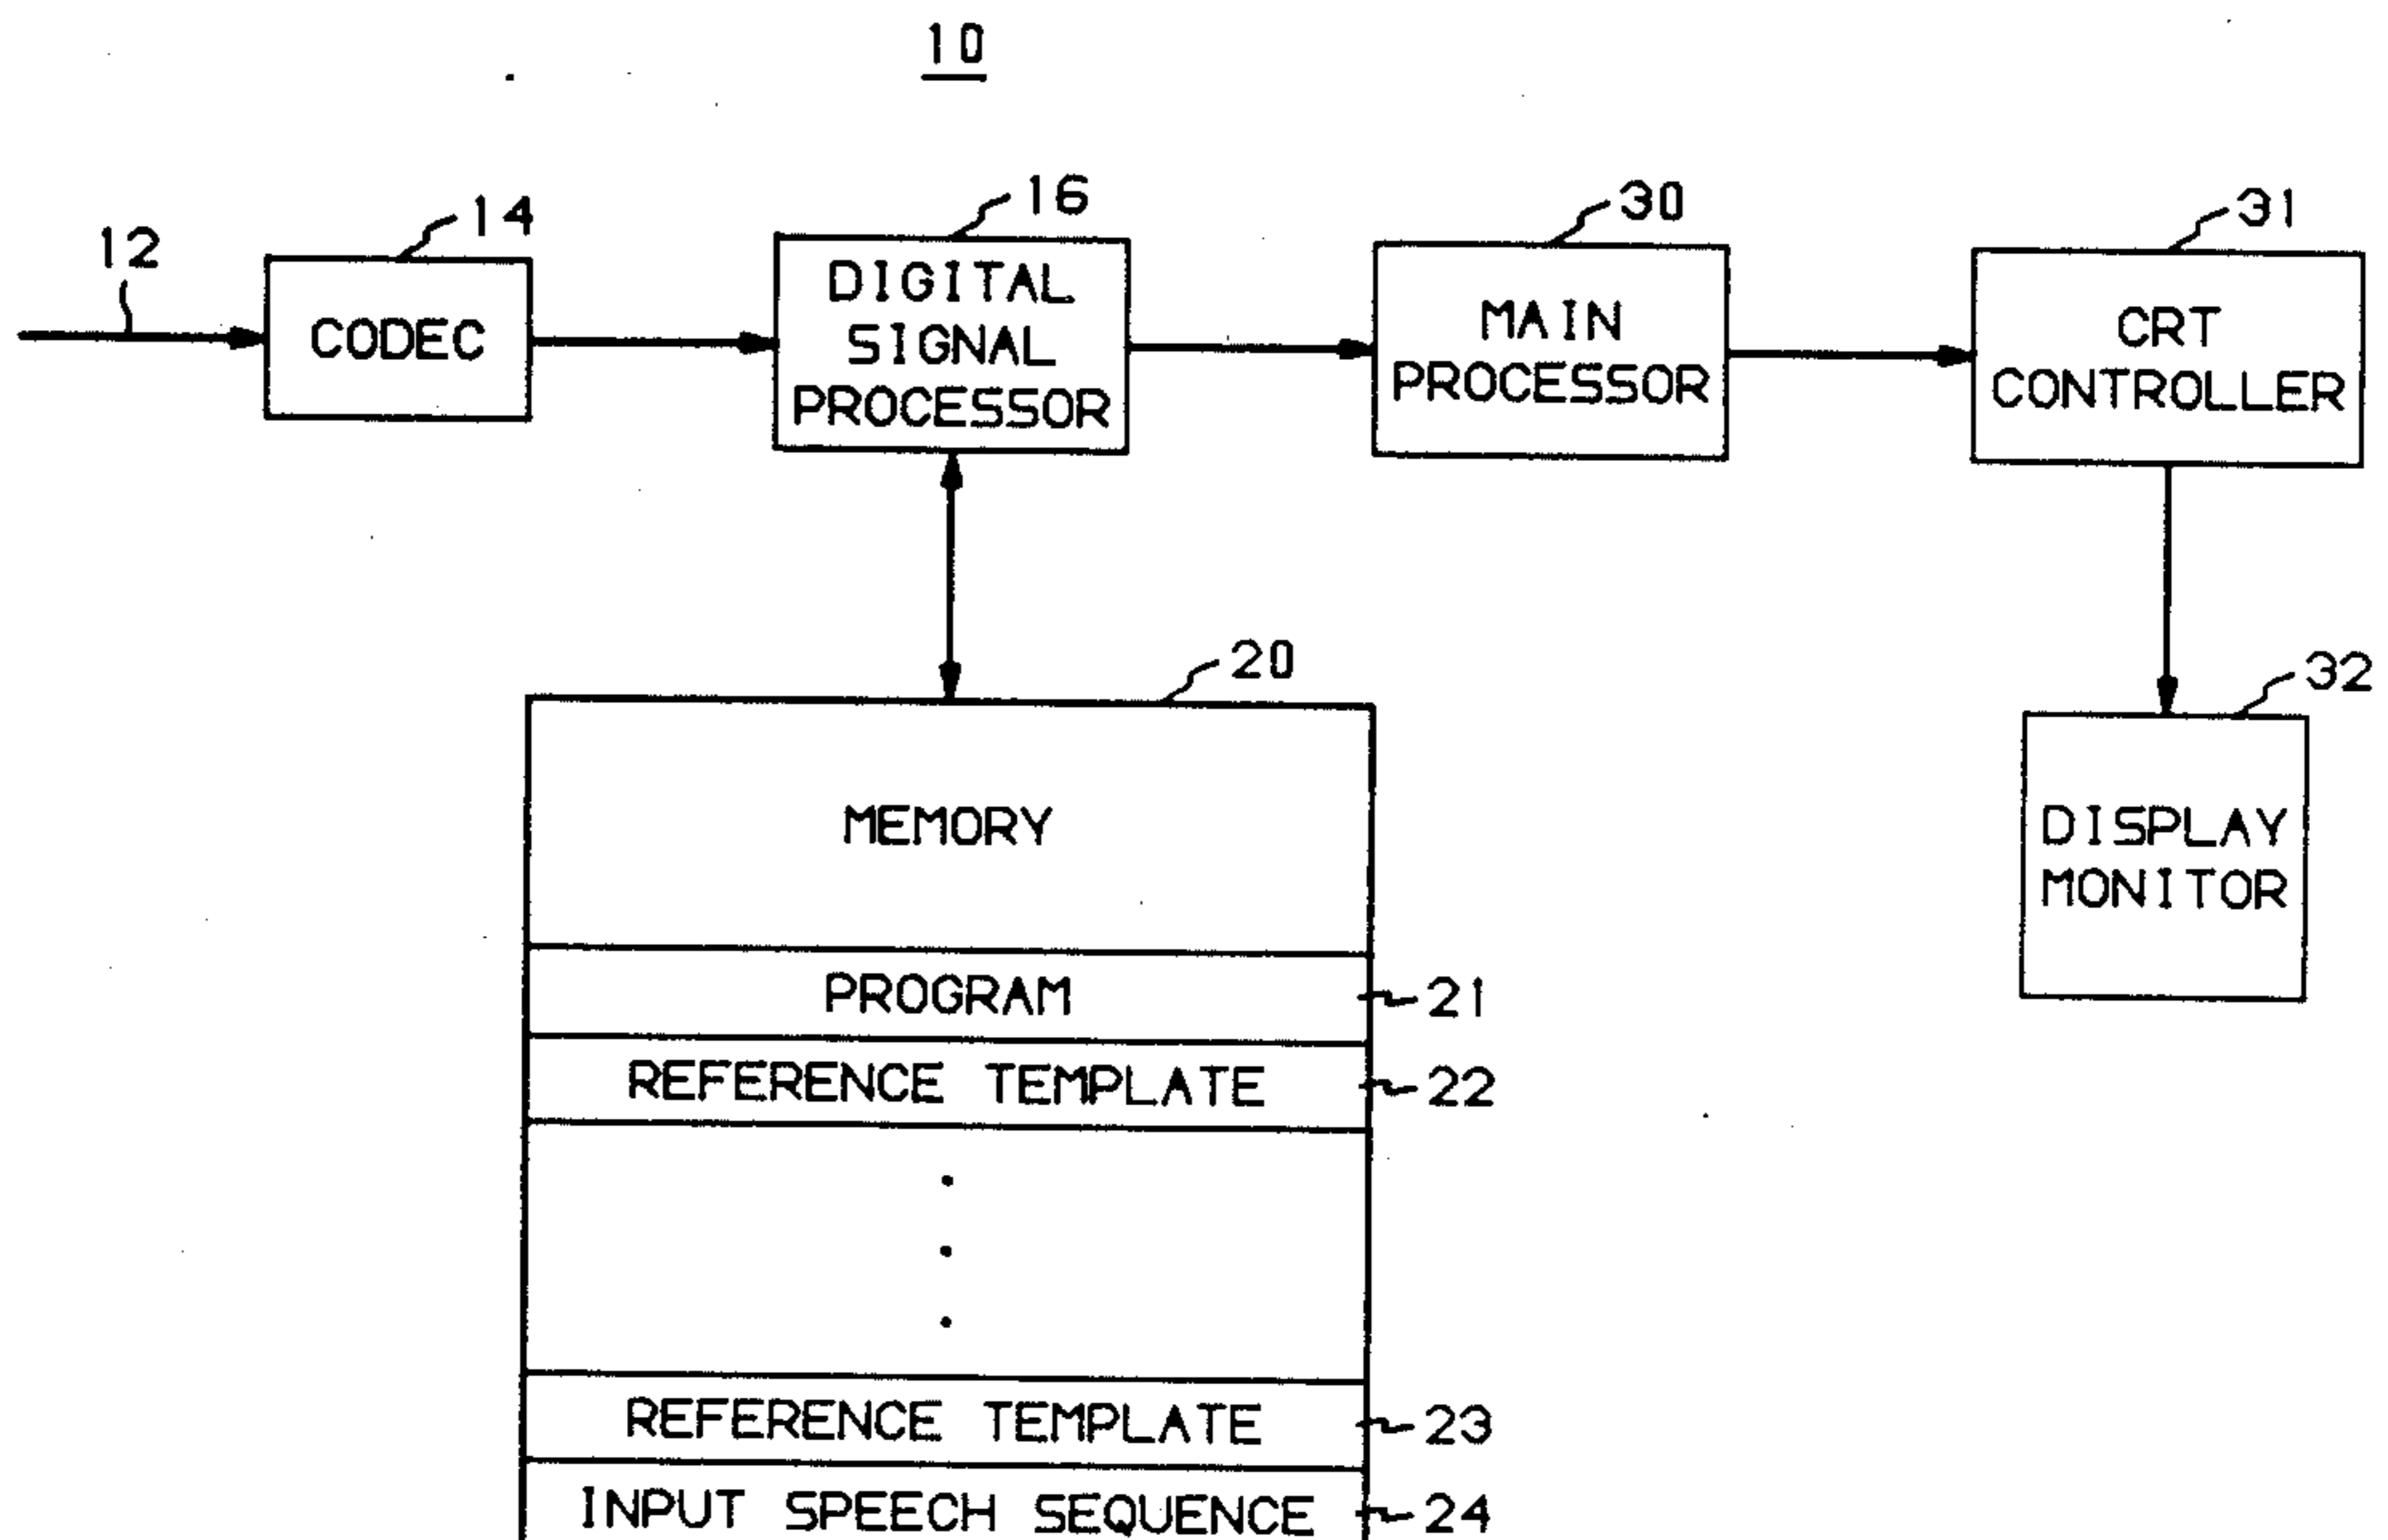 10
12
14
16
30
31
CODEC
DIGITAL
SIGNAL
PROCESSOR
MAIN
PROCESSOR
CRT
CONTROLLER
20
32
MEMORY
DISPLAY
MONITOR
PROGRAM
21
REFERENCE TEMPLATE
22
REFERENCE TEMPLATE
23
INPUT SPEECH SEQUENCE
24